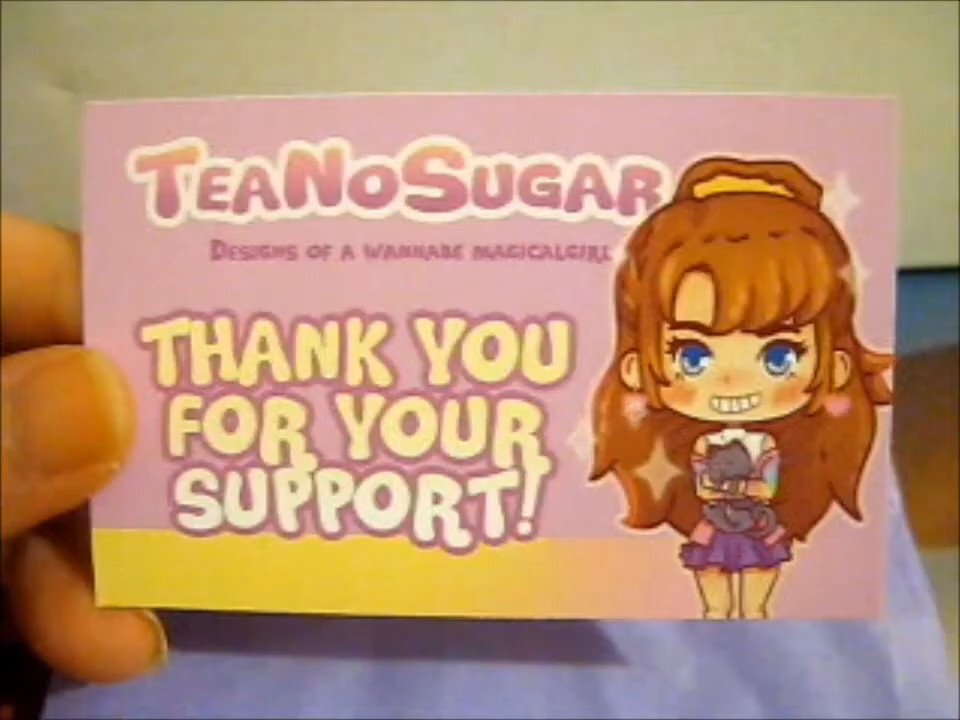 TEANOSUGAR
DESIGNS OF A WANNABE MAGICALGIRL
THANK YOU
FOR YOUR
SUPPORT!